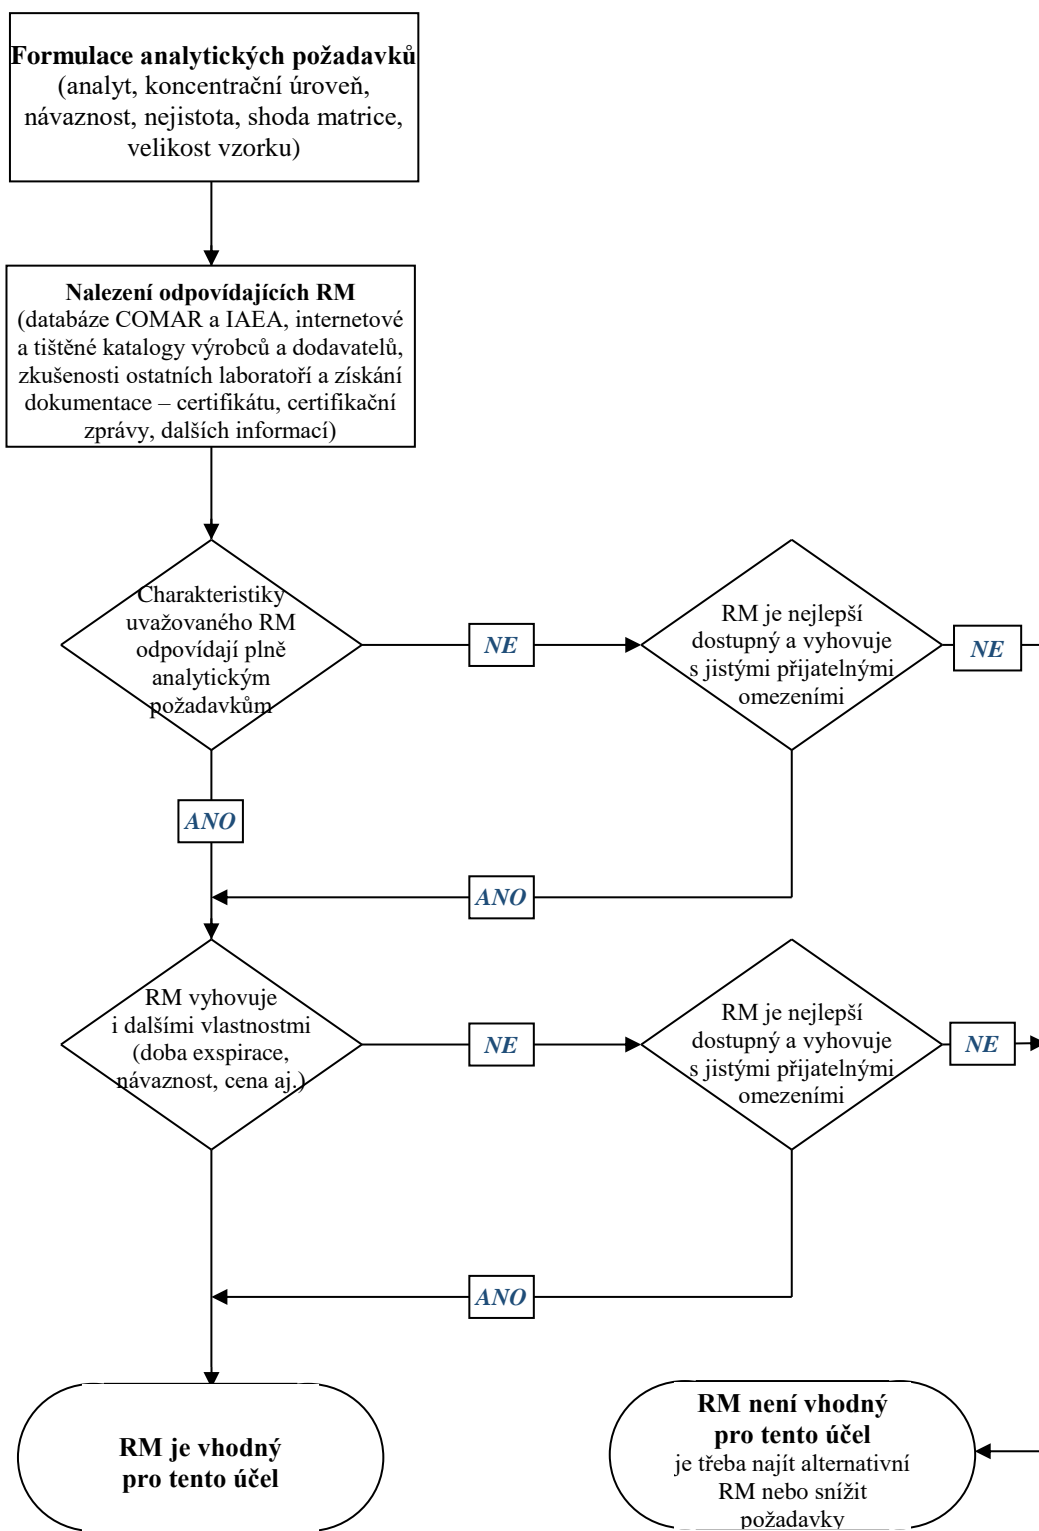 Formulace analytických požadavků
(analyt, koncentrační úroveň,
návaznost, nejistota, shoda matrice,
velikost vzorku)
Nalezení odpovídajících RM
(databáze COMAR a IAEA, internetové
a tištěné katalogy výrobců a dodavatelů,
zkušenosti ostatních laboratoří a získání
dokumentace – certifikátu, certifikační
zprávy, dalších informací)
Charakteristiky
uvažovaného RM
odpovídají plně
analytickým
požadavkům
NE
RM je nejlepší
dostupný a vyhovuje
s jistými přijatelnými
omezeními
NE
ANO
ANO
RM vyhovuje
i dalšími vlastnostmi
(doba exspirace,
návaznost, cena aj.)
NE
RM je nejlepší
dostupný a vyhovuje
s jistými přijatelnými
omezeními
NE
ANO
RM je vhodný
pro tento účel
RM není vhodný
pro tento účel
je třeba najít alternativní
RM nebo snížit
požadavky